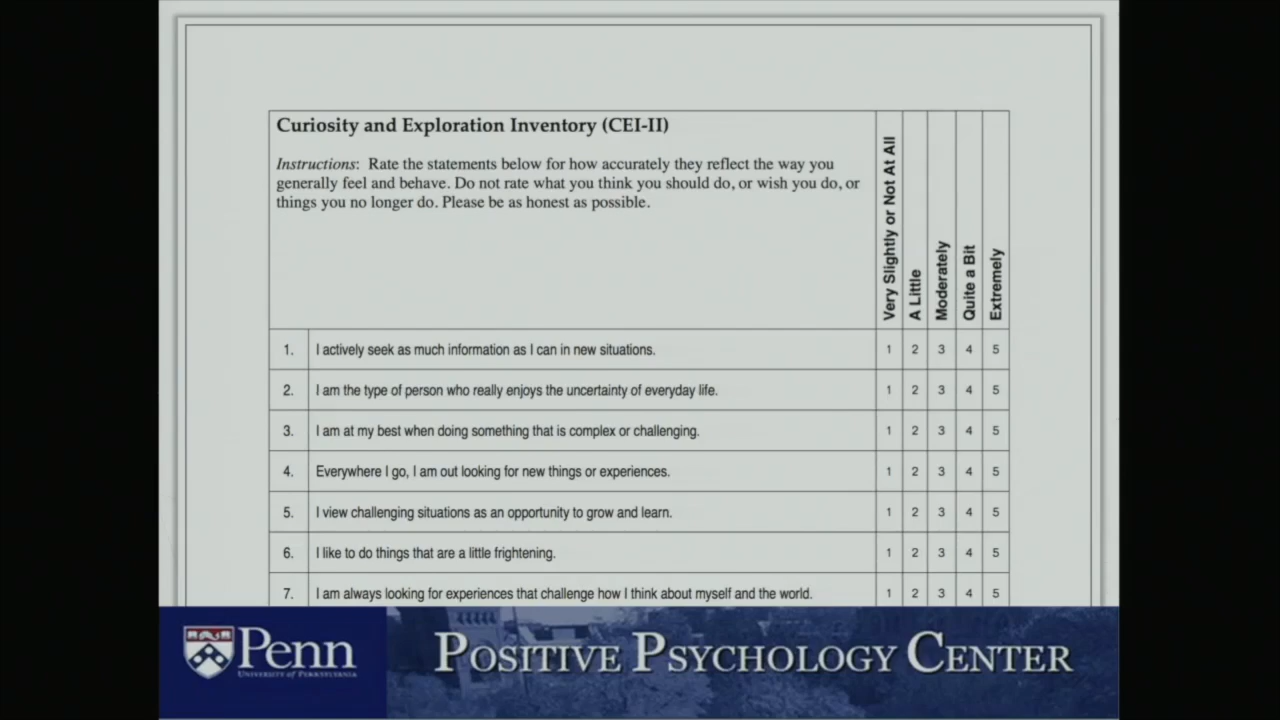 Curiosity and Exploration Inventory (CEI-II)
Instructions: Rate the statements below for how accurately they reflect the way you
generally feel and behave. Do not rate what you think you should do, or wish you do, or
things you no longer do. Please be as honest as possible.
Very Slightly or Not At All
A Little
Moderately
Quite a Bit
Extremely
1. I actively seek as much information as I can in new situations. 1 2 3 4 5
2. I am the type of person who really enjoys the uncertainty of everyday life. 1 2 3 4 5
3. I am at my best when doing something that is complex or challenging. 1 2 3 4 5
4. Everywhere I go, I am out looking for new things or experiences. 1 2 3 4 5
5. I view challenging situations as an opportunity to grow and learn. 1 2 3 4 5
6. I like to do things that are a little frightening. 1 2 3 4 5
7. I am always looking for experiences that challenge how I think about myself and the world. 1 2 3 4 5
Penn
UNIVERSITY of PENNSYLVANIA
POSITIVE PSYCHOLOGY CENTER